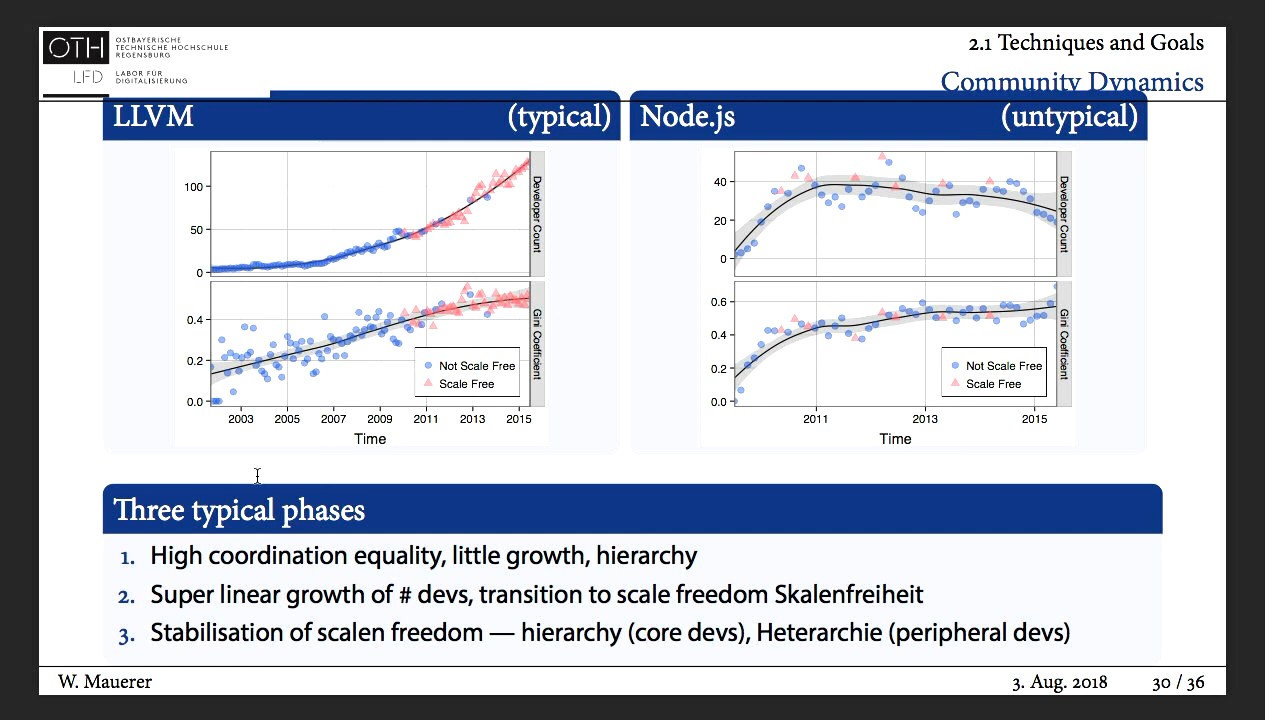 OTH OSTBAYERISCHE
TECHNISCHE HOCHSCHULE
REGENSBURG
LFD LABOR FÜR
DIGITALISIERUNG
2.1 Techniques and Goals
Community Dynamics
LLVM (typical)
100
50
0
Developer Count
0.4
0.2
0.0
Gini Coefficient
Not Scale Free
Scale Free
2003 2005 2007 2009 2011 2013 2015
Time
Node.js (untypical)
40
20
0
Developer Count
0.6
0.4
0.2
0.0
Gini Coefficient
Not Scale Free
Scale Free
2011 2013 2015
Time
Three typical phases
1. High coordination equality, little growth, hierarchy
2. Super linear growth of # devs, transition to scale freedom Skalenfreiheit
3. Stabilisation of scalen freedom — hierarchy (core devs), Heterarchie (peripheral devs)
W. Mauerer 3. Aug. 2018 30 / 36